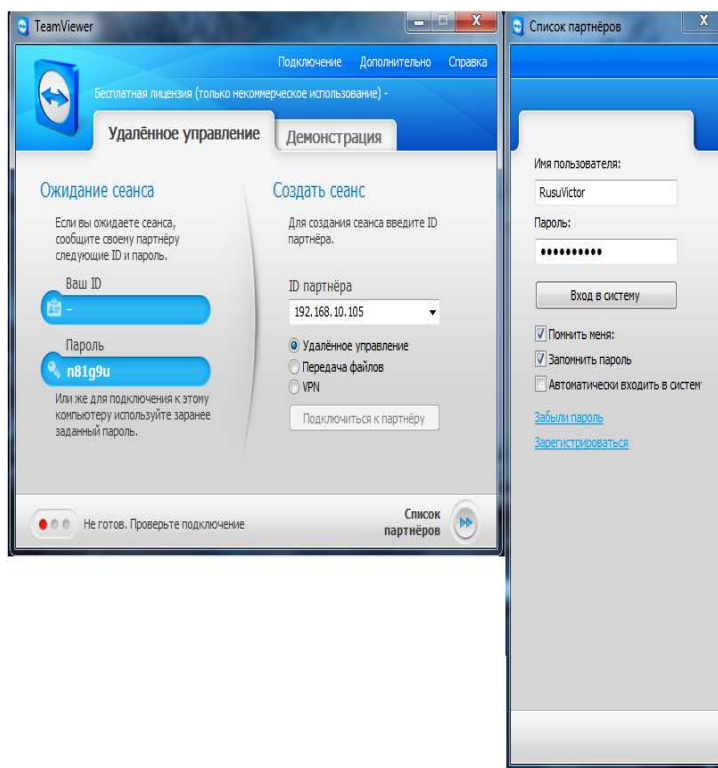 TeamViewer
Подключение Дополнительно Справка
Бесплатная лицензия (только некоммерческое использование) -
Удалённое управление
Демонстрация
Ожидание сеанса
Если вы ожидаете сеанса,
сообщите своему партнёру
следующие ID и пароль.
Ваш ID
-
Пароль
n81g9u
Или же для подключения к этому
компьютеру используйте заранее
заданный пароль.
Создать сеанс
Для создания сеанса введите ID
партнёра.
ID партнёра
192.168.10.105
Удалённое управление
Передача файлов
VPN
Подключиться к партнёру
Не готов. Проверьте подключение
Список
партнёров
Список партнёров
Имя пользователя:
RusuVictor
Пароль:
••••••••••
Вход в систему
Помнить меня:
Запомнить пароль
Автоматически входить в систем
Забыли пароль
Зарегистрироваться